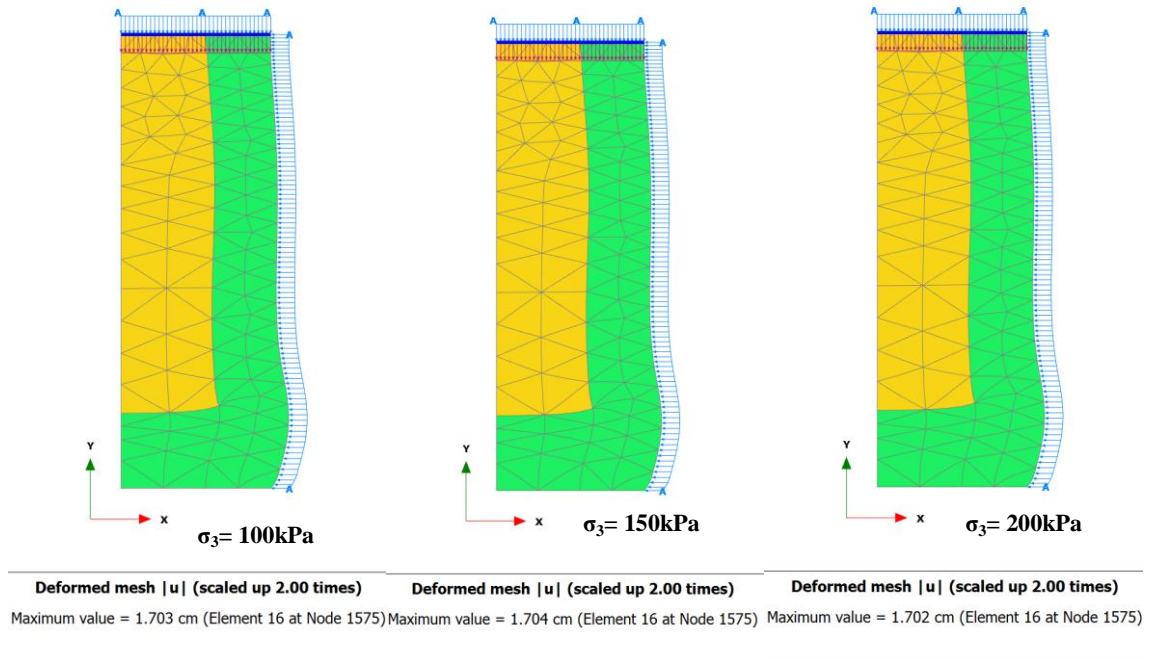 A A A
A
A
Y
X
σ₃= 100kPa
Deformed mesh |u| (scaled up 2.00 times)
Maximum value = 1.703 cm (Element 16 at Node 1575)
A A A
A
A
Y
X
σ₃= 150kPa
Deformed mesh |u| (scaled up 2.00 times)
Maximum value = 1.704 cm (Element 16 at Node 1575)
A A A
A
A
Y
X
σ₃= 200kPa
Deformed mesh |u| (scaled up 2.00 times)
Maximum value = 1.702 cm (Element 16 at Node 1575)